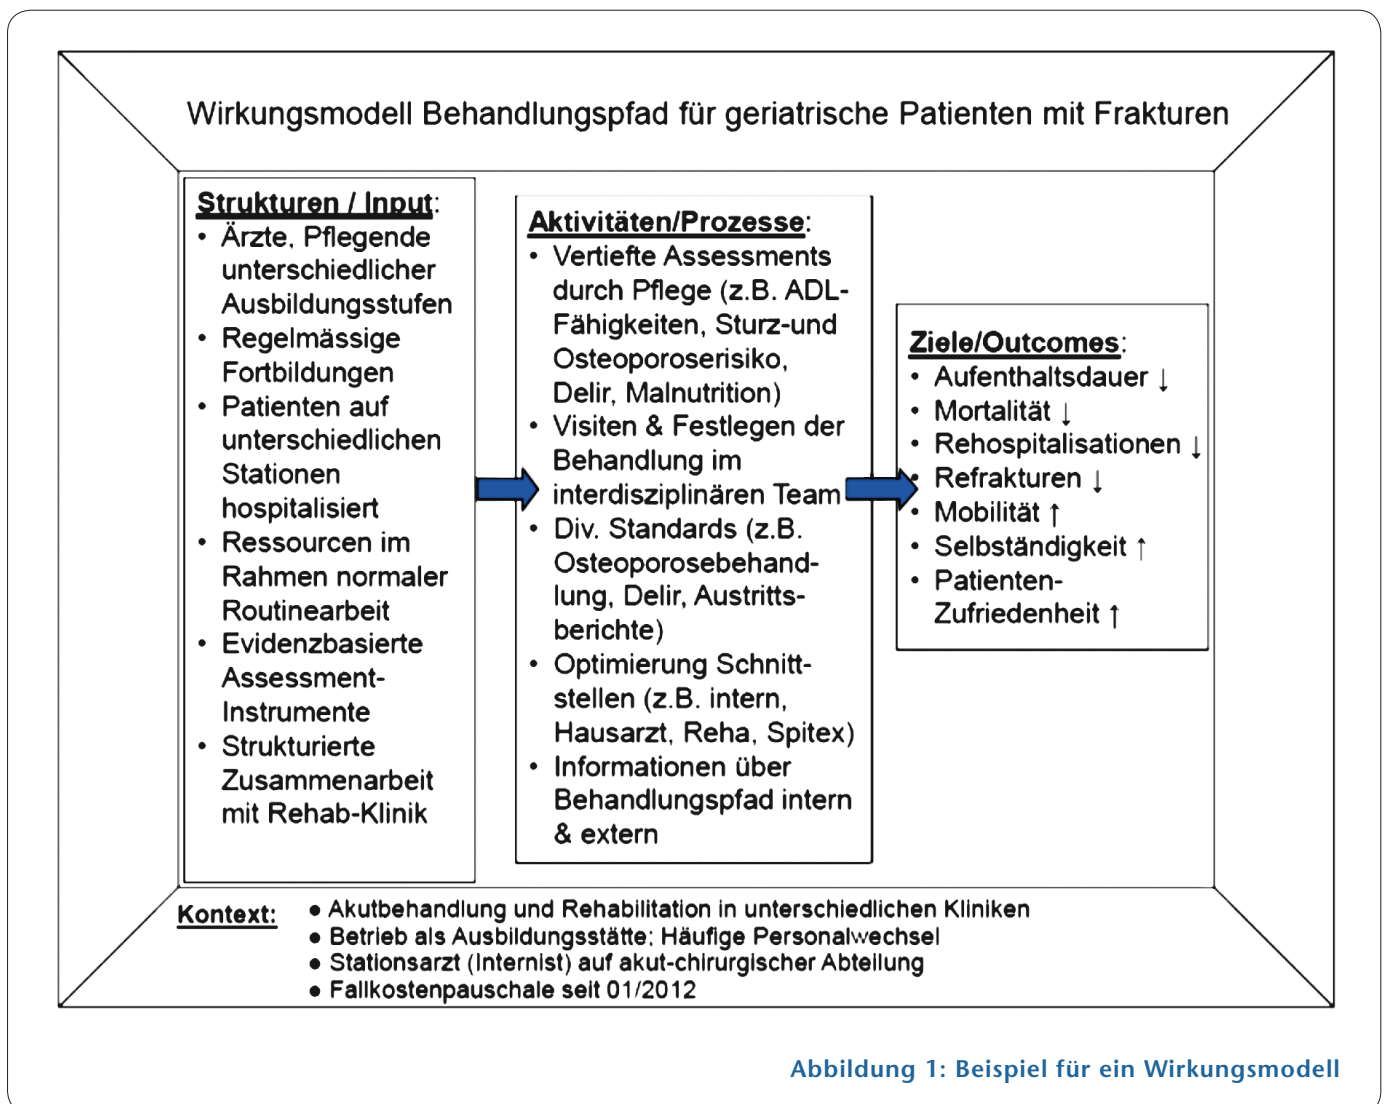 Wirkungsmodell Behandlungspfad für geriatrische Patienten mit Frakturen
Strukturen / Input:
• Ärzte, Pflegende
unterschiedlicher
Ausbildungsstufen
• Regelmässige
Fortbildungen
• Patienten auf
unterschiedlichen
Stationen
hospitalisiert
• Ressourcen im
Rahmen normaler
Routinearbeit
• Evidenzbasierte
Assessment-
Instrumente
• Strukturierte
Zusammenarbeit
mit Rehab-Klinik
Aktivitäten/Prozesse:
• Vertiefte Assessments
durch Pflege (z.B. ADL-
Fähigkeiten, Sturz-und
Osteoporoserisiko,
Delir, Malnutrition)
• Visiten & Festlegen der
Behandlung im
interdisziplinären Team
• Div. Standards (z.B.
Osteoporosebehand-
lung, Delir, Austritts-
berichte)
• Optimierung Schnitt-
stellen (z.B. intern,
Hausarzt, Reha, Spitex)
• Informationen über
Behandlungspfad intern
& extern
Ziele/Outcomes:
• Aufenthaltsdauer ↓
• Mortalität ↓
• Rehospitalisationen ↓
• Refrakturen ↓
• Mobilität ↑
• Selbständigkeit ↑
• Patienten-
Zufriedenheit ↑
Kontext:
● Akutbehandlung und Rehabilitation in unterschiedlichen Kliniken
● Betrieb als Ausbildungsstätte; Häufige Personalwechsel
● Stationsarzt (Internist) auf akut-chirurgischer Abteilung
● Fallkostenpauschale seit 01/2012
Abbildung 1: Beispiel für ein Wirkungsmodell